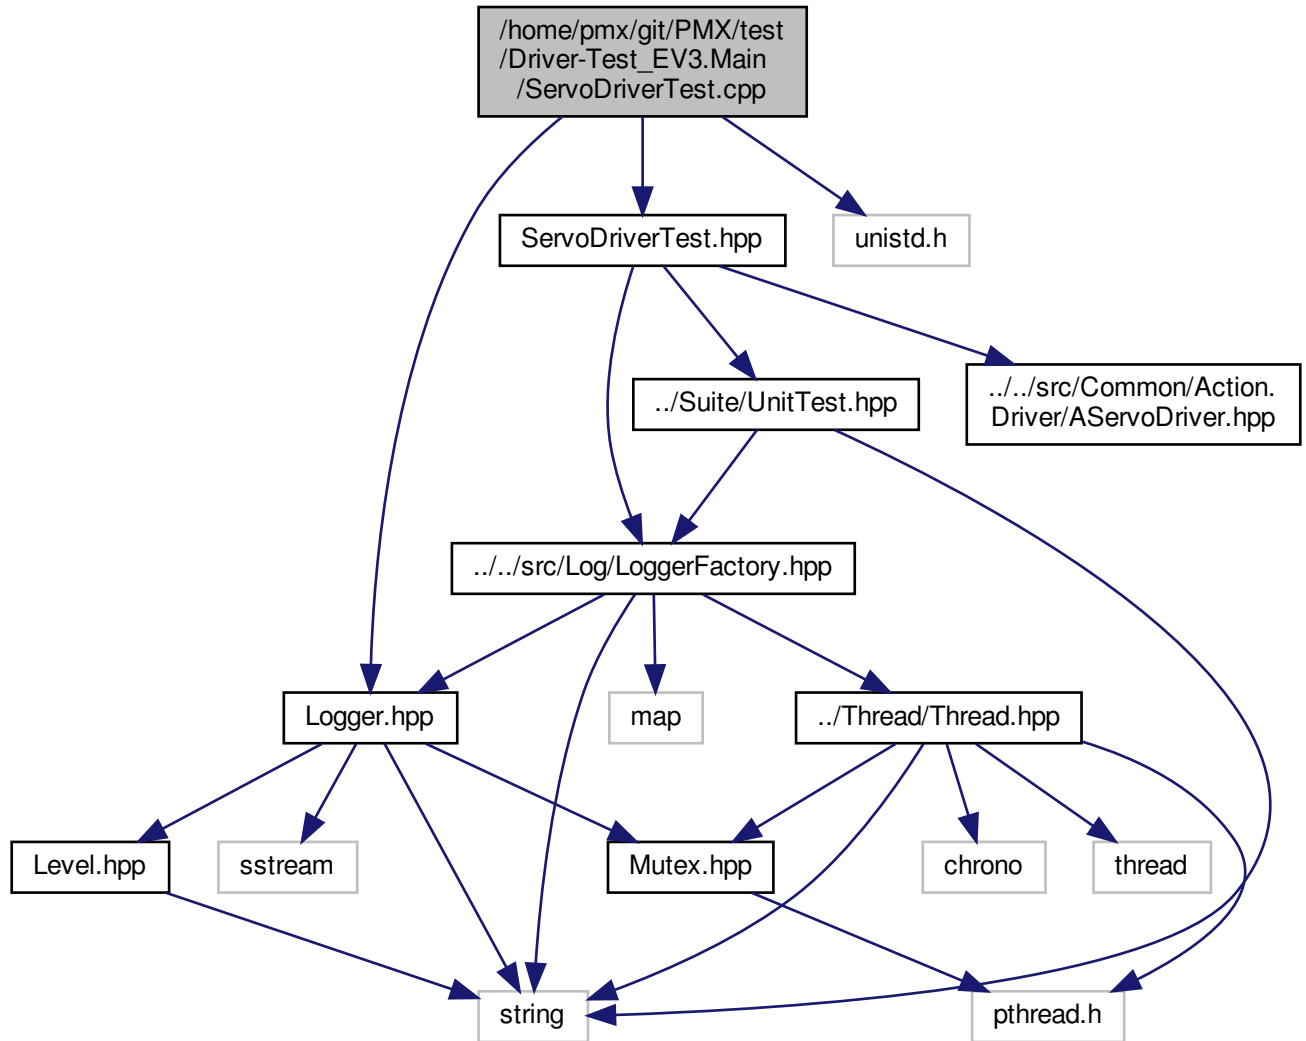 /home/pmx/git/PMX/test
/Driver-Test_EV3.Main
/ServoDriverTest.cpp
ServoDriverTest.hpp
unistd.h
../Suite/UnitTest.hpp
../../src/Common/Action.
Driver/AServoDriver.hpp
../../src/Log/LoggerFactory.hpp
Logger.hpp
map
../Thread/Thread.hpp
Level.hpp
sstream
Mutex.hpp
chrono
thread
string
pthread.h